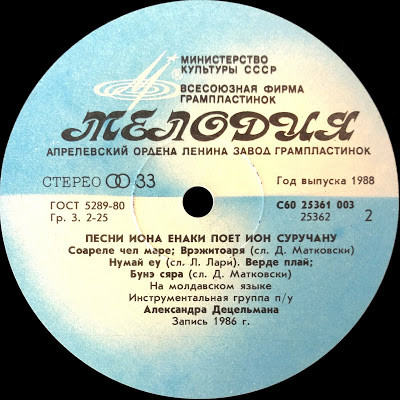 МИНИСТЕРСТВО
КУЛЬТУРЫ СССР
ВСЕСОЮЗНАЯ ФИРМА
ГРАМПЛАСТИНОК
МЕЛОДИЯ
АПРЕЛЕВСКИЙ ОРДЕНА ЛЕНИНА ЗАВОД ГРАМПЛАСТИНОК
СТЕРЕО 33 Год выпуска 1988
ГОСТ 5289-80 С60 25361 003
Гр. 3. 2-25 25362 2
ПЕСНИ ИОНА ЕНАКИ ПОЕТ ИОН СУРУЧАНУ
Соареле чел маре; Врэжитоаря (сл. Д. Матковски)
Нумай еу (сл. Л. Лари). Верде плай;
Бунэ сяра (сл. Д. Матковски)
На молдавском языке
Инструментальная группа п/у
Александра Децельмана
Запись 1986 г.